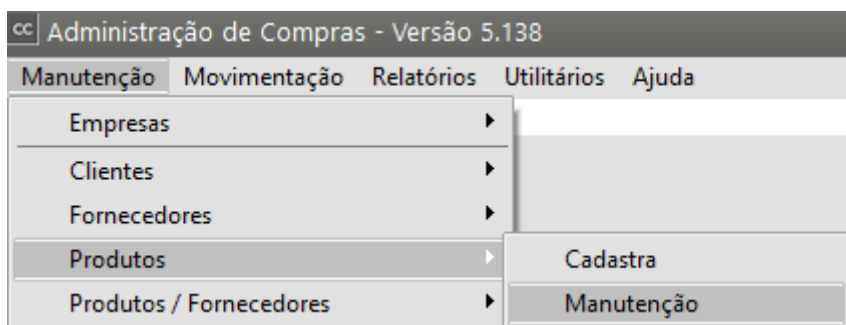 cc Administração de Compras - Versão 5.138
Manutenção Movimentação Relatórios Utilitários Ajuda
Empresas
Clientes
Fornecedores
Produtos
Cadastra
Produtos / Fornecedores
Manutenção